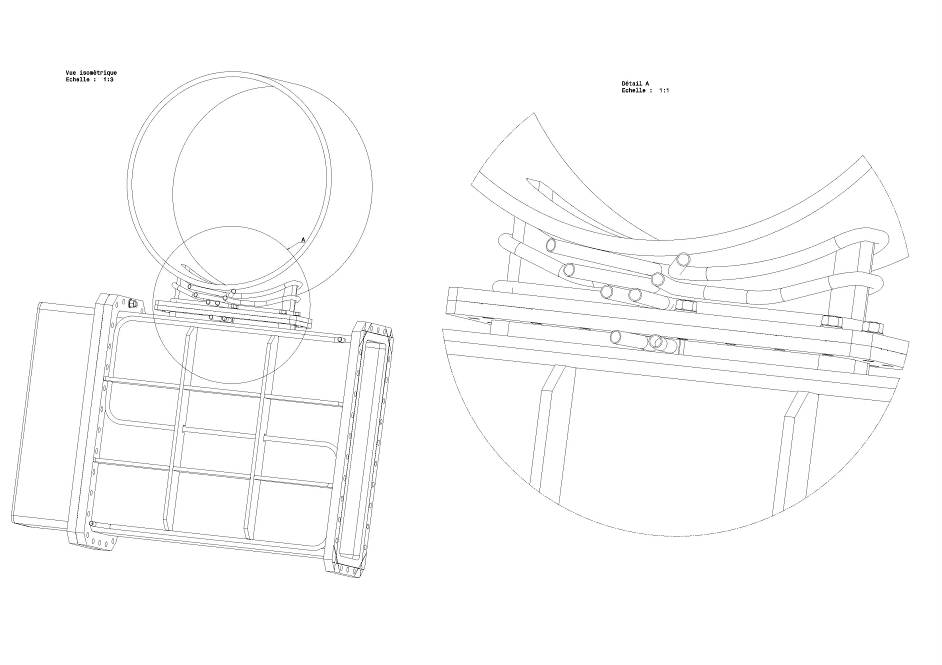 Vue isométrique
Echelle : 1:3
Détail A
Echelle : 1:1
A